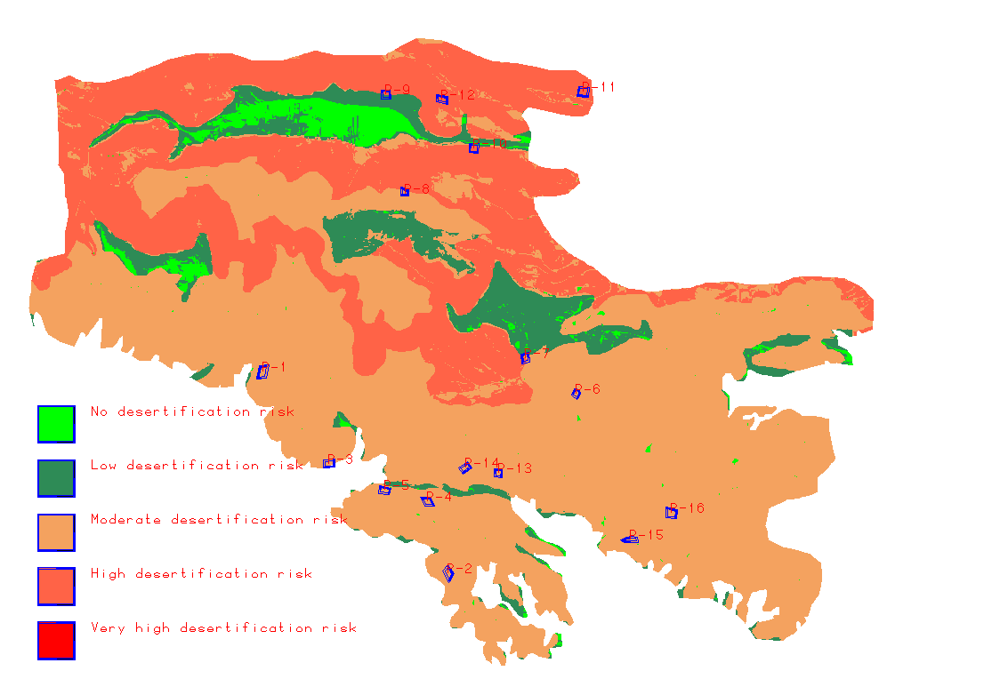 P-9
P-12
P-11
P-10
P-8
P-7
P-1
P-6
No desertification risk
P-3
Low desertification risk
P-14
P-13
P-5
P-4
P-16
Moderate desertification risk
P-15
P-2
High desertification risk
Very high desertification risk